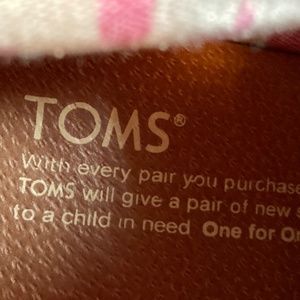 TOMS®
With every pair you purchase
TOMS will give a pair of new
to a child in need One for